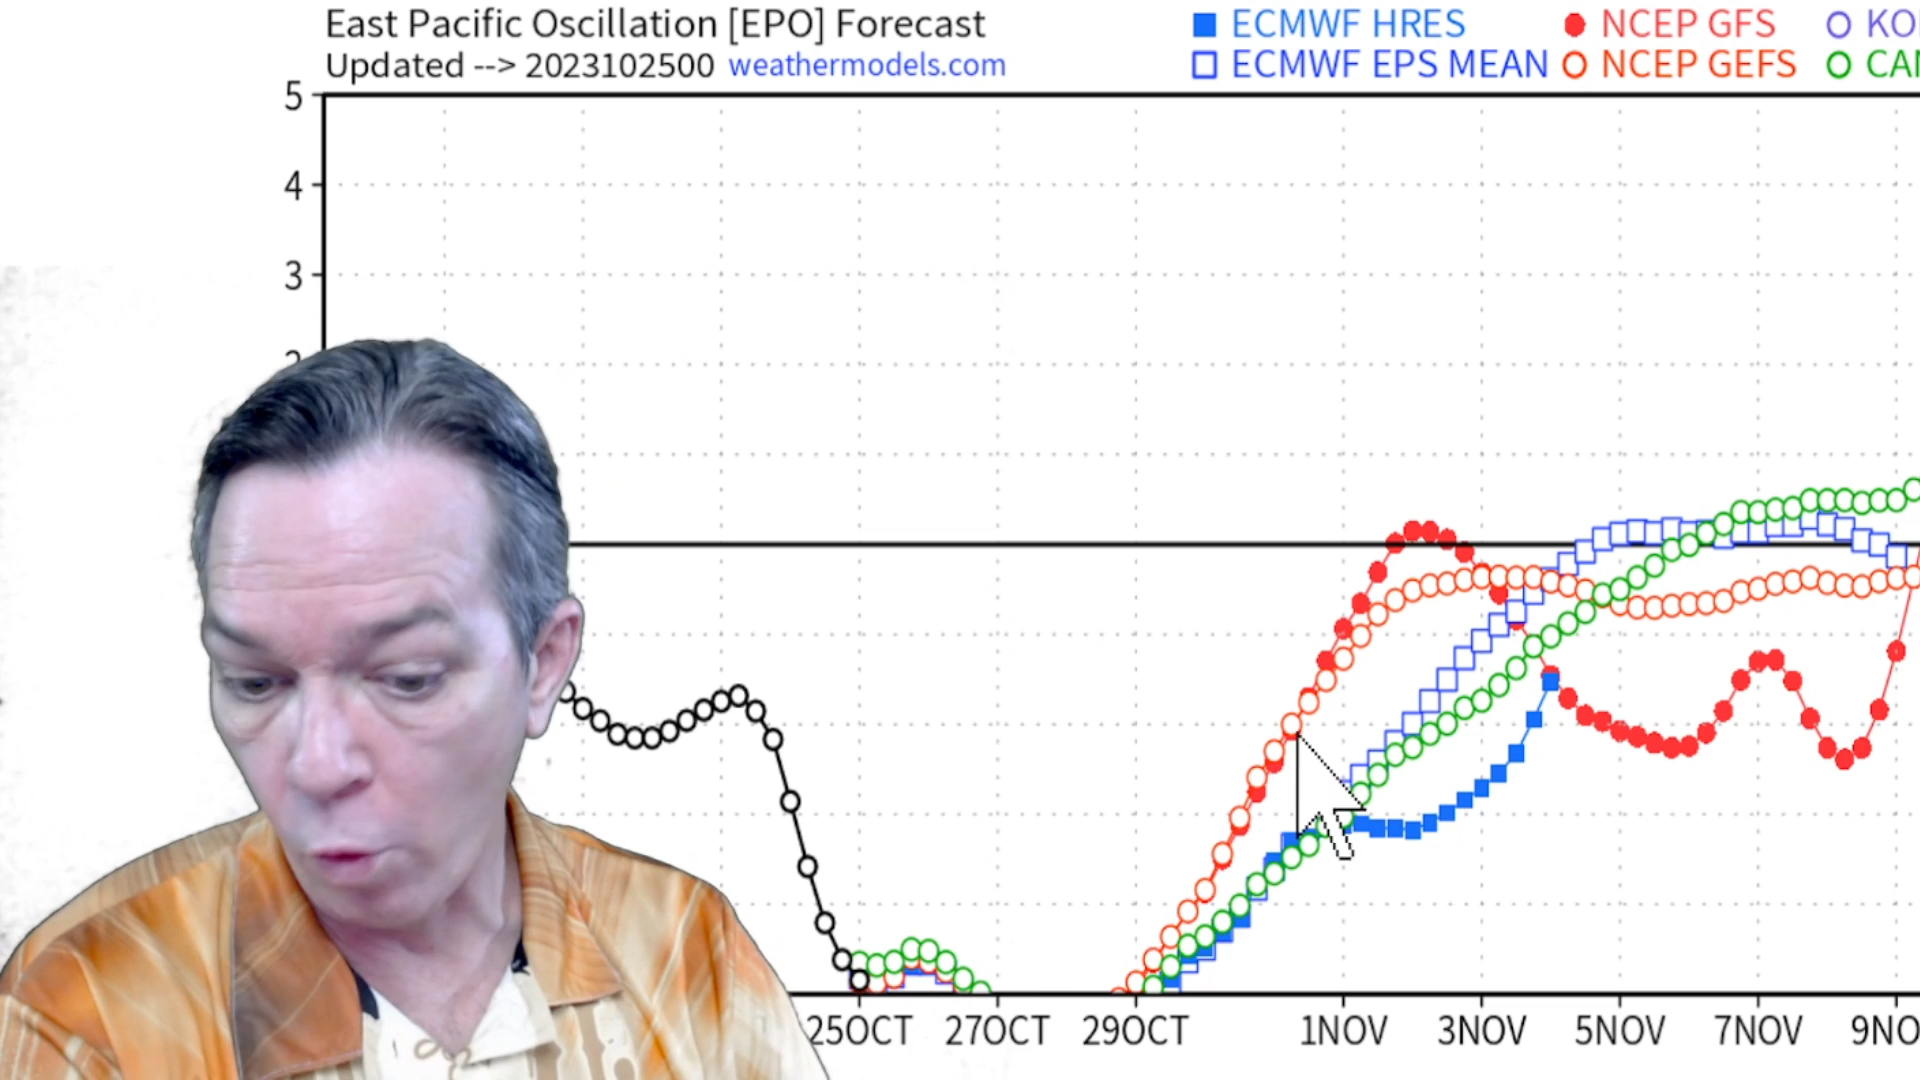 East Pacific Oscillation [EPO] Forecast
Updated --> 2023102500 weathermodels.com
ECMWF HRES
NCEP GFS
ECMWF EPS MEAN
NCEP GEFS
5
4
3
25OCT 27OCT 29OCT 1NOV 3NOV 5NOV 7NOV